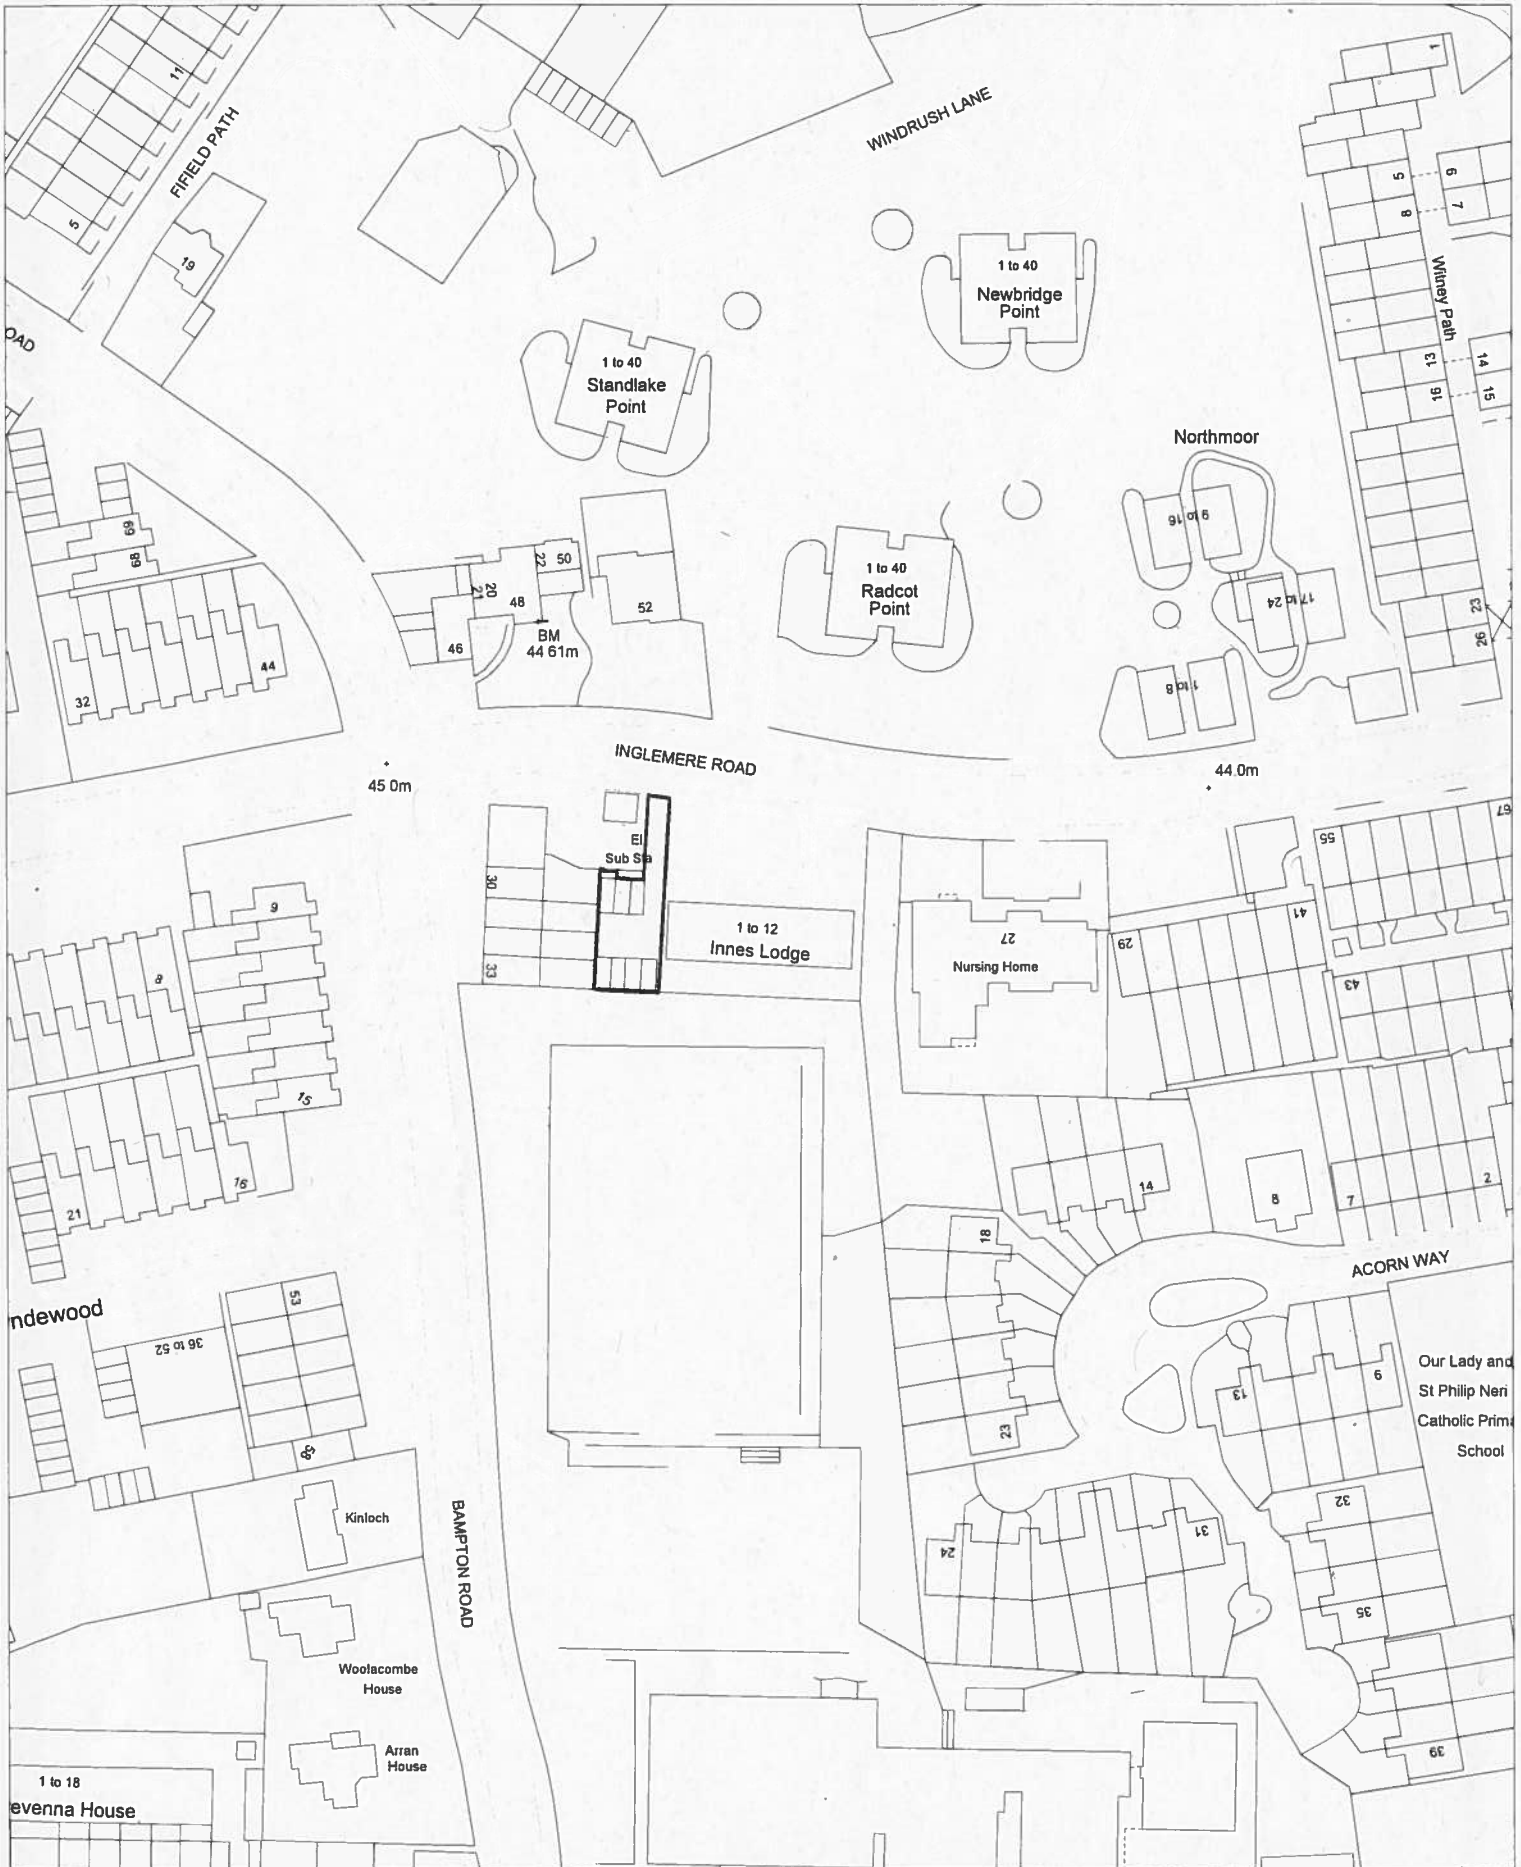 11
FIFIELD PATH
5
19
OAD
WINDRUSH LANE
1
5
6
8
7
Witney Path
13
14
16
15
1 to 40
Newbridge
Point
1 to 40
Standlake
Point
Northmoor
9 to 16
17 to 24
1 to 8
23
26
1 to 40
Radcot
Point
69
68
32
44
22
50
21
20
48
46
52
BM
44 61m
INGLEMERE ROAD
45 0m
44.0m
El
Sub Sta
30
33
1 to 12
Innes Lodge
27
Nursing Home
29
41
55
67
43
9
8
15
16
21
14
8
7
2
ACORN WAY
18
23
ndewood
53
36 to 52
58
13
9
Our Lady and
St Philip Neri
Catholic Prim
School
Kinloch
BAMPTON ROAD
24
31
32
35
39
Woolacombe
House
Arran
House
1 to 18
evenna House